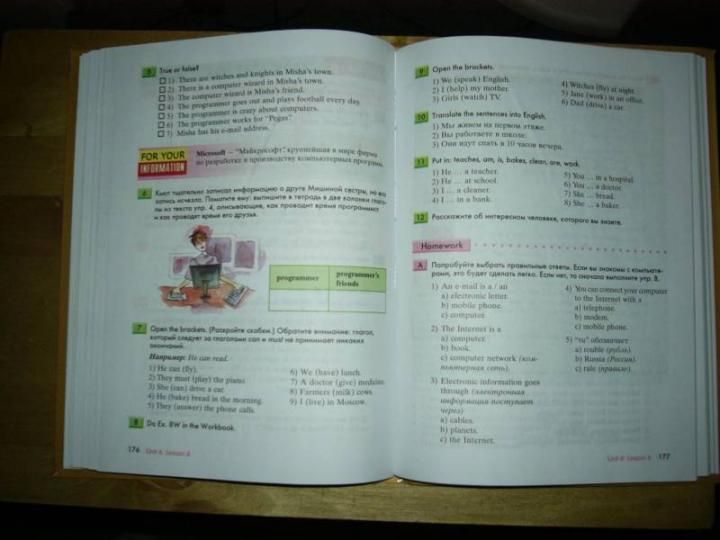 5 True or false?
1) There are witches and knights in Misha's town.
2) There is a computer wizard in Misha's town.
3) The computer wizard is Misha's friend.
4) The programmer goes out and plays football every day.
5) The programmer is crazy about computers.
6) The programmer works for "Pegas".
7) Misha has his e-mail address.
FOR YOUR
INFORMATION
Microsoft — "Майкрософт", крупнейшая в мире фирма
по разработке и производству компьютерных программ.
6 Кьют тщательно записал информацию о друге Мишиной сестры, но его
запись исчезла. Помогите ему: выпишите в тетрадь в две колонки глаго-
лы из текста упр. 4, описывающие, как проводит время программист
и как проводят время его друзья.
programmer
programmer's
friends
7 Open the brackets. (Раскройте скобки.) Обратите внимание: глагол,
который следует за глаголами can и must не принимает никаких
окончаний.
Например: He can read.
1) He can (fly).
2) They must (play) the piano.
3) She (can) drive a car.
4) He (bake) bread in the morning.
5) They (answer) the phone calls.
6) We (have) lunch.
7) A doctor (give) medicine.
8) Farmers (milk) cows.
9) I (live) in Moscow.
8 Do Ex. BW in the Workbook.
176 Unit 6 Lesson 6
9 Open the brackets.
1) We (speak) English.
2) I (help) my mother.
3) Girls (watch) TV.
4) Witches (fly) at night.
5) Jane (work) in an office.
6) Dad (drive) a car.
10 Translate the sentences into English.
1) Мы живем на первом этаже.
2) Вы работаете в школе.
3) Они идут спать в 10 часов вечера.
11 Put in: teaches, am, is, bakes, clean, are, work.
1) He ... a teacher.
2) He ... at school.
3) I ... a cleaner.
4) I ... in a bank.
5) You ... in a hospital.
6) You ... a doctor.
7) She ... bread.
8) She ... a baker.
12 Расскажите об интересном человеке, которого вы знаете.
Homework
A Попробуйте выбрать правильные ответы. Если вы знакомы с компьюте-
рами, это будет сделать легко. Если нет, то сначала выполните упр. B.
1) An e-mail is a / an
a) electronic letter.
b) mobile phone.
c) computer.
2) The Internet is a
a) computer.
b) book.
c) computer network (ком-
пьютерная сеть).
3) Electronic information goes
through (электронная
информация поступает
через)
a) cables.
b) planets.
c) the Internet.
4) You can connect your computer
to the Internet with a
a) telephone.
b) modem.
c) mobile phone.
5) "ru" обозначает
a) rouble (рубль).
b) Russia (Россия).
c) rule (правило).
Unit 6 Lesson 6 177